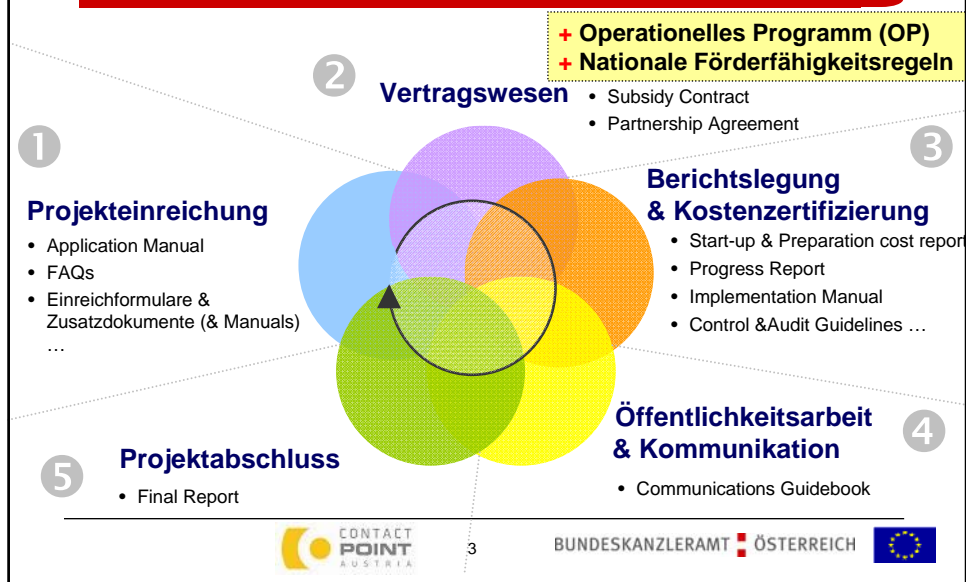 + Operationelles Programm (OP)
+ Nationale Förderfähigkeitsregeln
2
Vertragswesen
• Subsidy Contract
• Partnership Agreement
1
Projekteinreichung
• Application Manual
• FAQs
• Einreichformulare &
Zusatzdokumente (& Manuals)
…
3
Berichtslegung
& Kostenzertifizierung
• Start-up & Preparation cost report
• Progress Report
• Implementation Manual
• Control &Audit Guidelines …
4
Öffentlichkeitsarbeit
& Kommunikation
• Communications Guidebook
5
Projektabschluss
• Final Report
CONTACT
POINT
AUSTRIA
3
BUNDESKANZLERAMT ÖSTERREICH